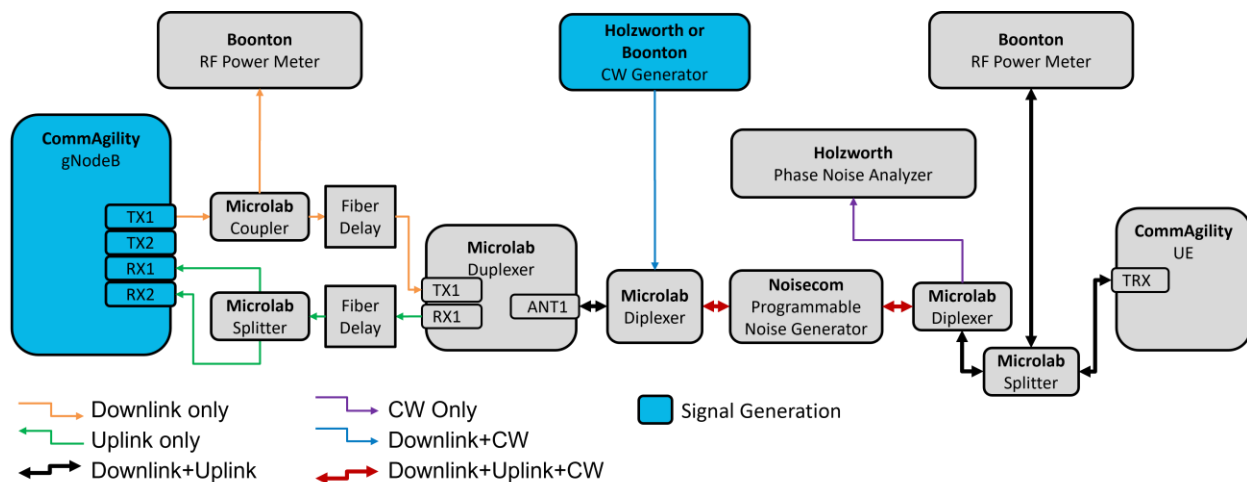 Boonton
RF Power Meter
Holzworth or
Boonton
CW Generator
Boonton
RF Power Meter
CommAgility
gNodeB
TX1
TX2
RX1
RX2
Microlab
Coupler
Fiber
Delay
Microlab
Splitter
Fiber
Delay
Microlab
Duplexer
TX1
RX1
ANT1
Microlab
Diplexer
Noisecom
Programmable
Noise Generator
Holzworth
Phase Noise Analyzer
Microlab
Diplexer
Microlab
Splitter
CommAgility
UE
TRX
Downlink only
Uplink only
Downlink+Uplink
CW Only
Downlink+CW
Downlink+Uplink+CW
Signal Generation